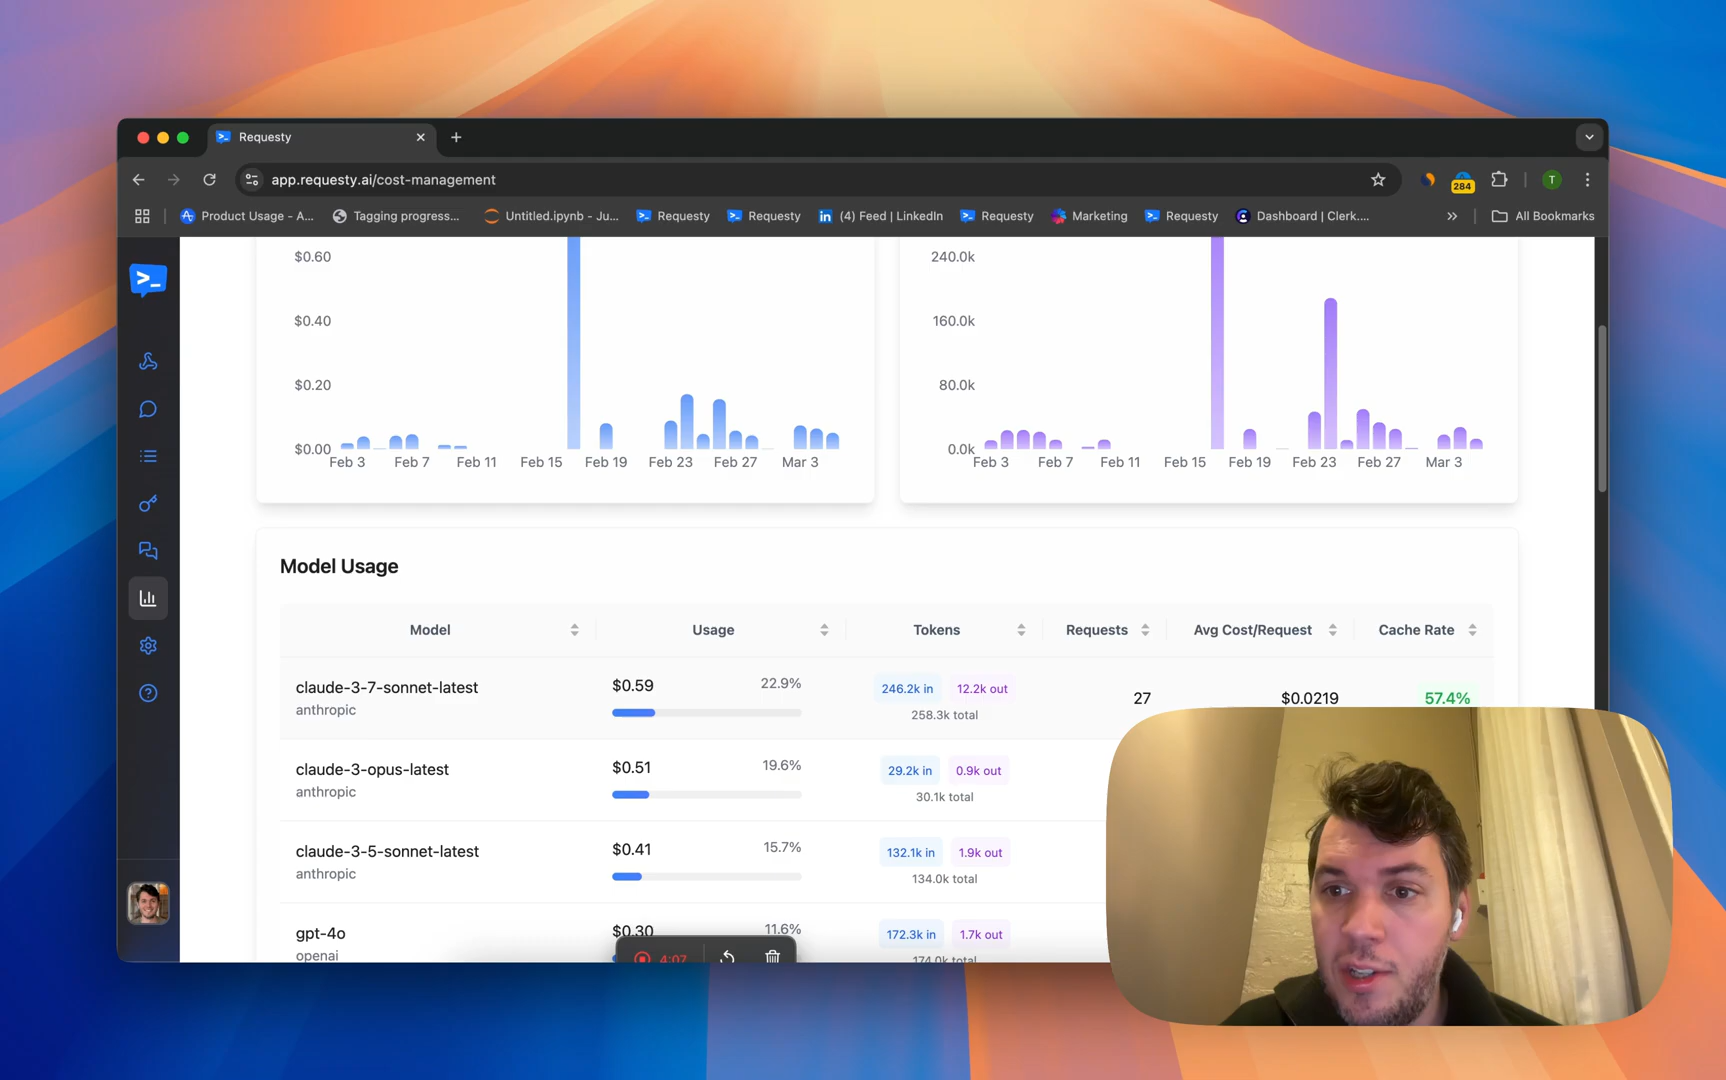 Requesty
app.requesty.ai/cost-management
284
T
Product Usage - A...
Tagging progress...
Untitled.ipynb - Ju...
Requesty
Requesty
(4) Feed | LinkedIn
Requesty
Marketing
Requesty
Dashboard | Clerk....
»
All Bookmarks
$0.60
$0.40
$0.20
$0.00
Feb 3 Feb 7 Feb 11 Feb 15 Feb 19 Feb 23 Feb 27 Mar 3
240.0k
160.0k
80.0k
0.0k
Feb 3 Feb 7 Feb 11 Feb 15 Feb 19 Feb 23 Feb 27 Mar 3
Model Usage
Model Usage Tokens Requests Avg Cost/Request Cache Rate
claude-3-7-sonnet-latest
anthropic
$0.59 22.9%
246.2k in 12.2k out
258.3k total
27
$0.0219
57.4%
claude-3-opus-latest
anthropic
$0.51 19.6%
29.2k in 0.9k out
30.1k total
claude-3-5-sonnet-latest
anthropic
$0.41 15.7%
132.1k in 1.9k out
134.0k total
gpt-4o
openai
$0.30 11.6%
172.3k in 1.7k out
174.0k total
4:07